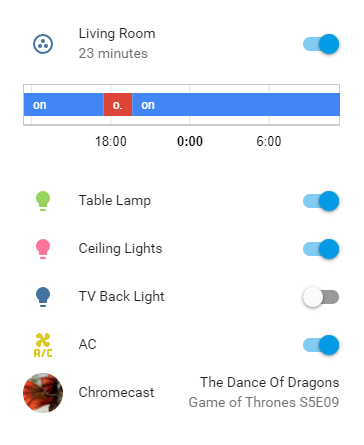 Living Room
23 minutes
on o. on
18:00 0:00 6:00
Table Lamp
Ceiling Lights
TV Back Light
A/C AC
Chromecast The Dance Of Dragons
Game of Thrones S5E09